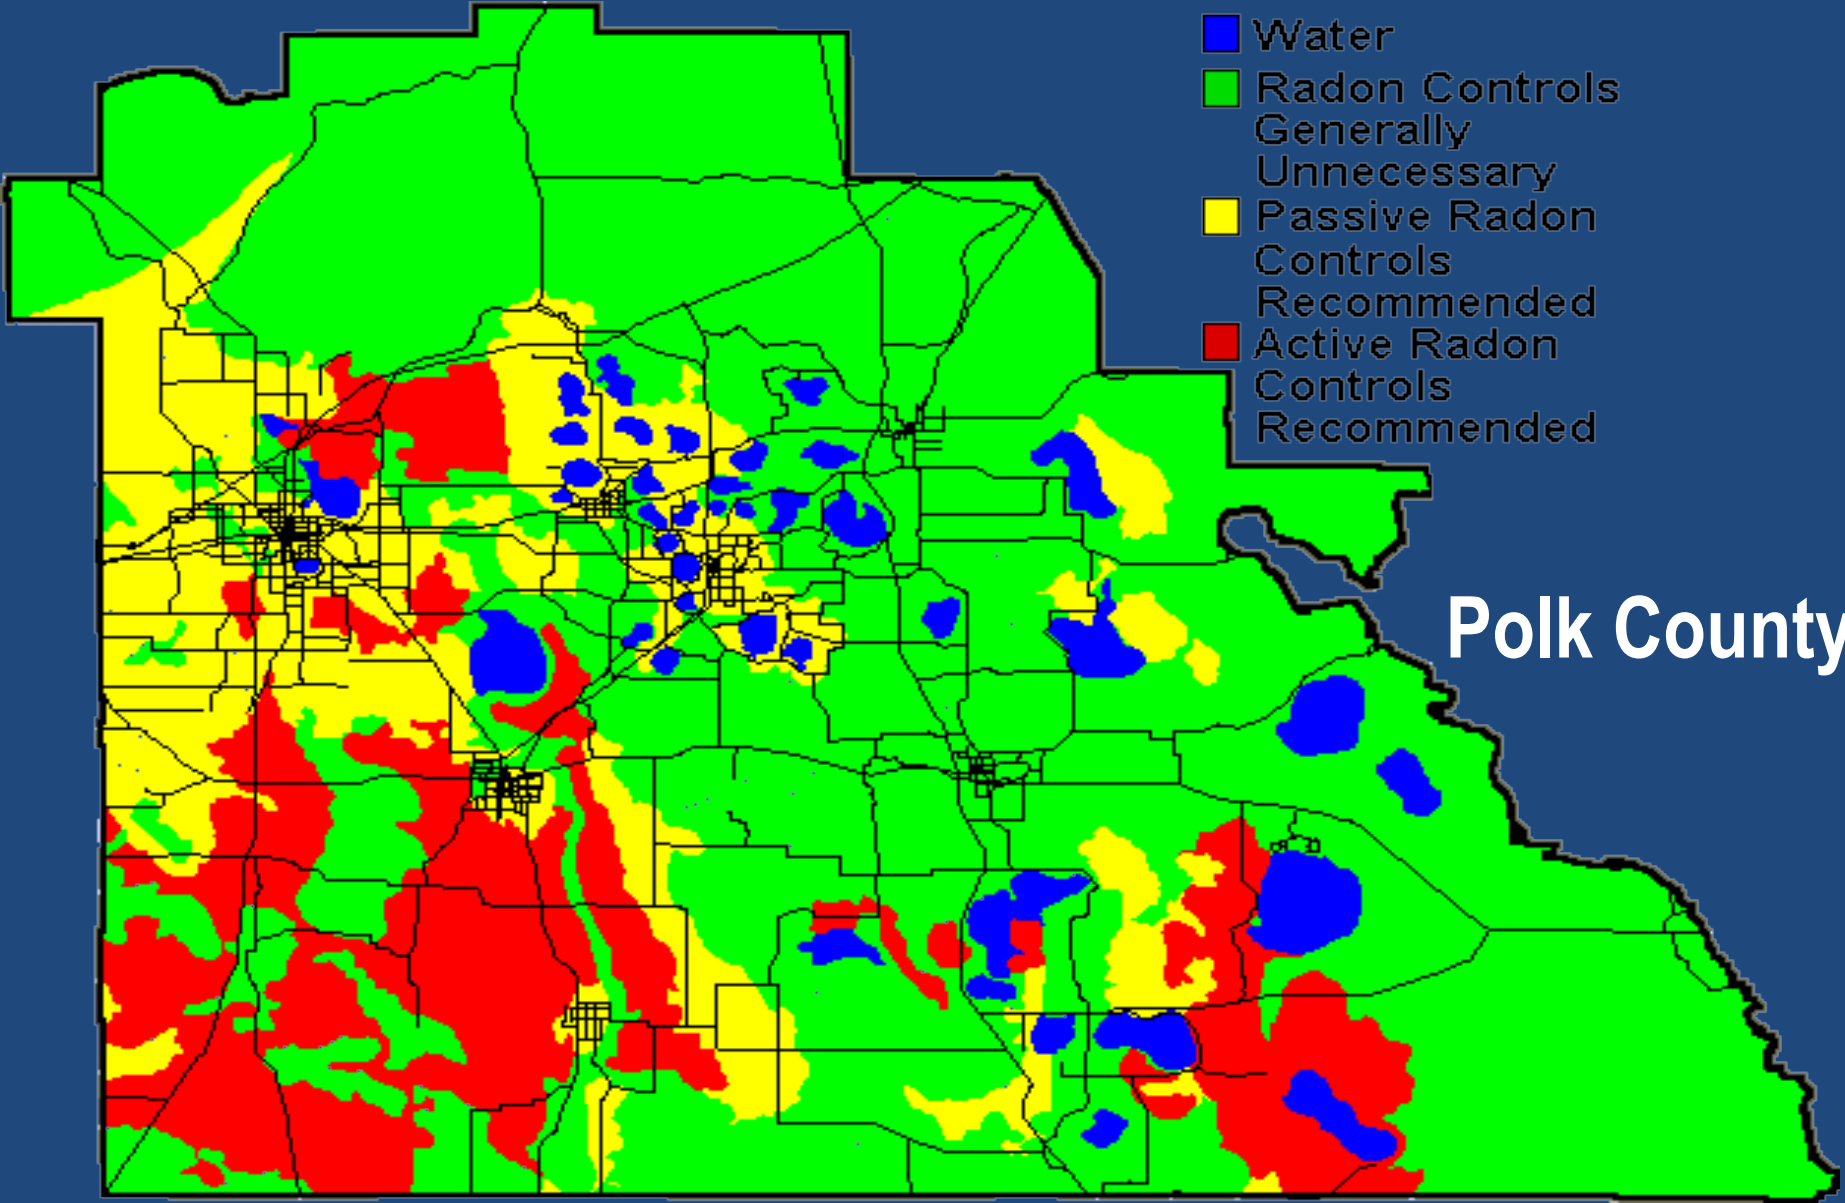 Water
Radon Controls
Generally
Unnecessary
Passive Radon
Controls
Recommended
Active Radon
Controls
Recommended
Polk County